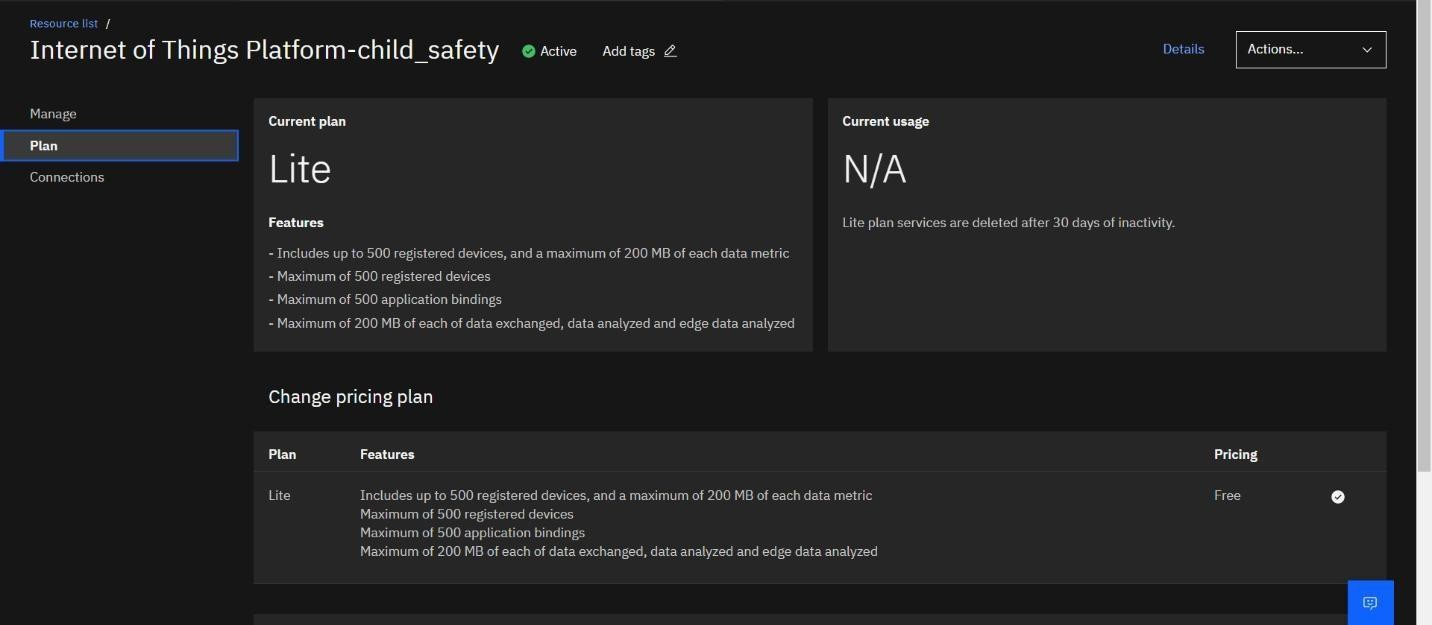 Resource list /
Internet of Things Platform-child_safety
Active
Add tags
Details
Actions...
Manage
Plan
Connections
Current plan
Lite
Features
- Includes up to 500 registered devices, and a maximum of 200 MB of each data metric
- Maximum of 500 registered devices
- Maximum of 500 application bindings
- Maximum of 200 MB of each of data exchanged, data analyzed and edge data analyzed
Current usage
N/A
Lite plan services are deleted after 30 days of inactivity.
Change pricing plan
Plan Features Pricing
Lite Includes up to 500 registered devices, and a maximum of 200 MB of each data metric Free
Maximum of 500 registered devices
Maximum of 500 application bindings
Maximum of 200 MB of each of data exchanged, data analyzed and edge data analyzed